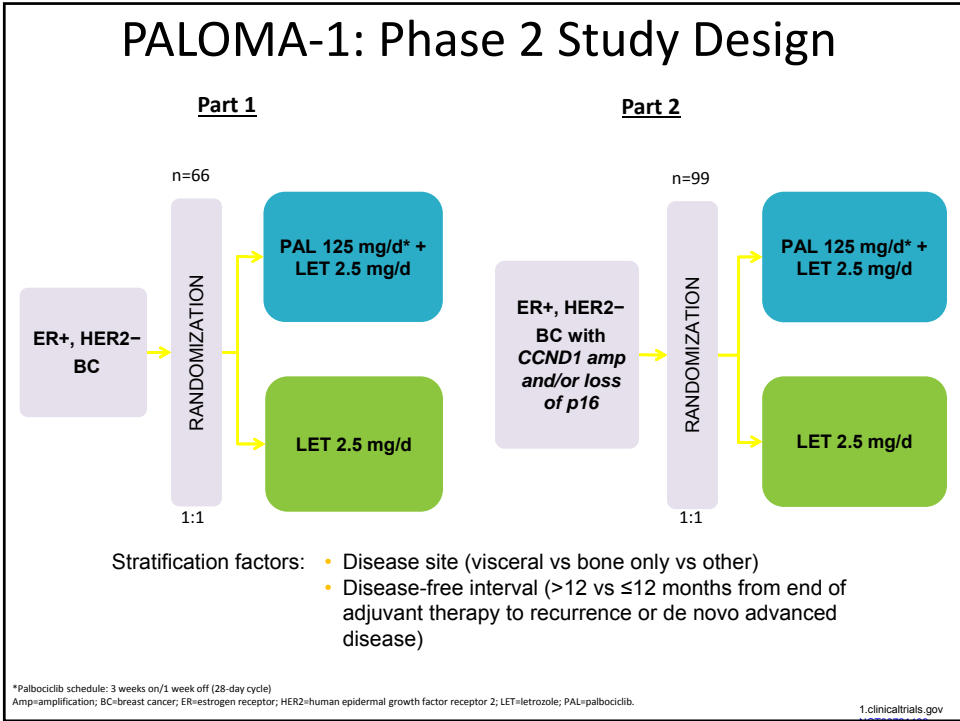 PALOMA-1: Phase 2 Study Design
Part 1
n=66
ER+, HER2−
BC
RANDOMIZATION
1:1
PAL 125 mg/d* +
LET 2.5 mg/d
LET 2.5 mg/d
Part 2
n=99
ER+, HER2−
BC with
CCND1 amp
and/or loss
of p16
RANDOMIZATION
1:1
PAL 125 mg/d* +
LET 2.5 mg/d
LET 2.5 mg/d
Stratification factors: • Disease site (visceral vs bone only vs other)
• Disease-free interval (>12 vs ≤12 months from end of
adjuvant therapy to recurrence or de novo advanced
disease)
*Palbociclib schedule: 3 weeks on/1 week off (28-day cycle)
Amp=amplification; BC=breast cancer; ER=estrogen receptor; HER2=human epidermal growth factor receptor 2; LET=letrozole; PAL=palbociclib.
1.clinicaltrials.gov